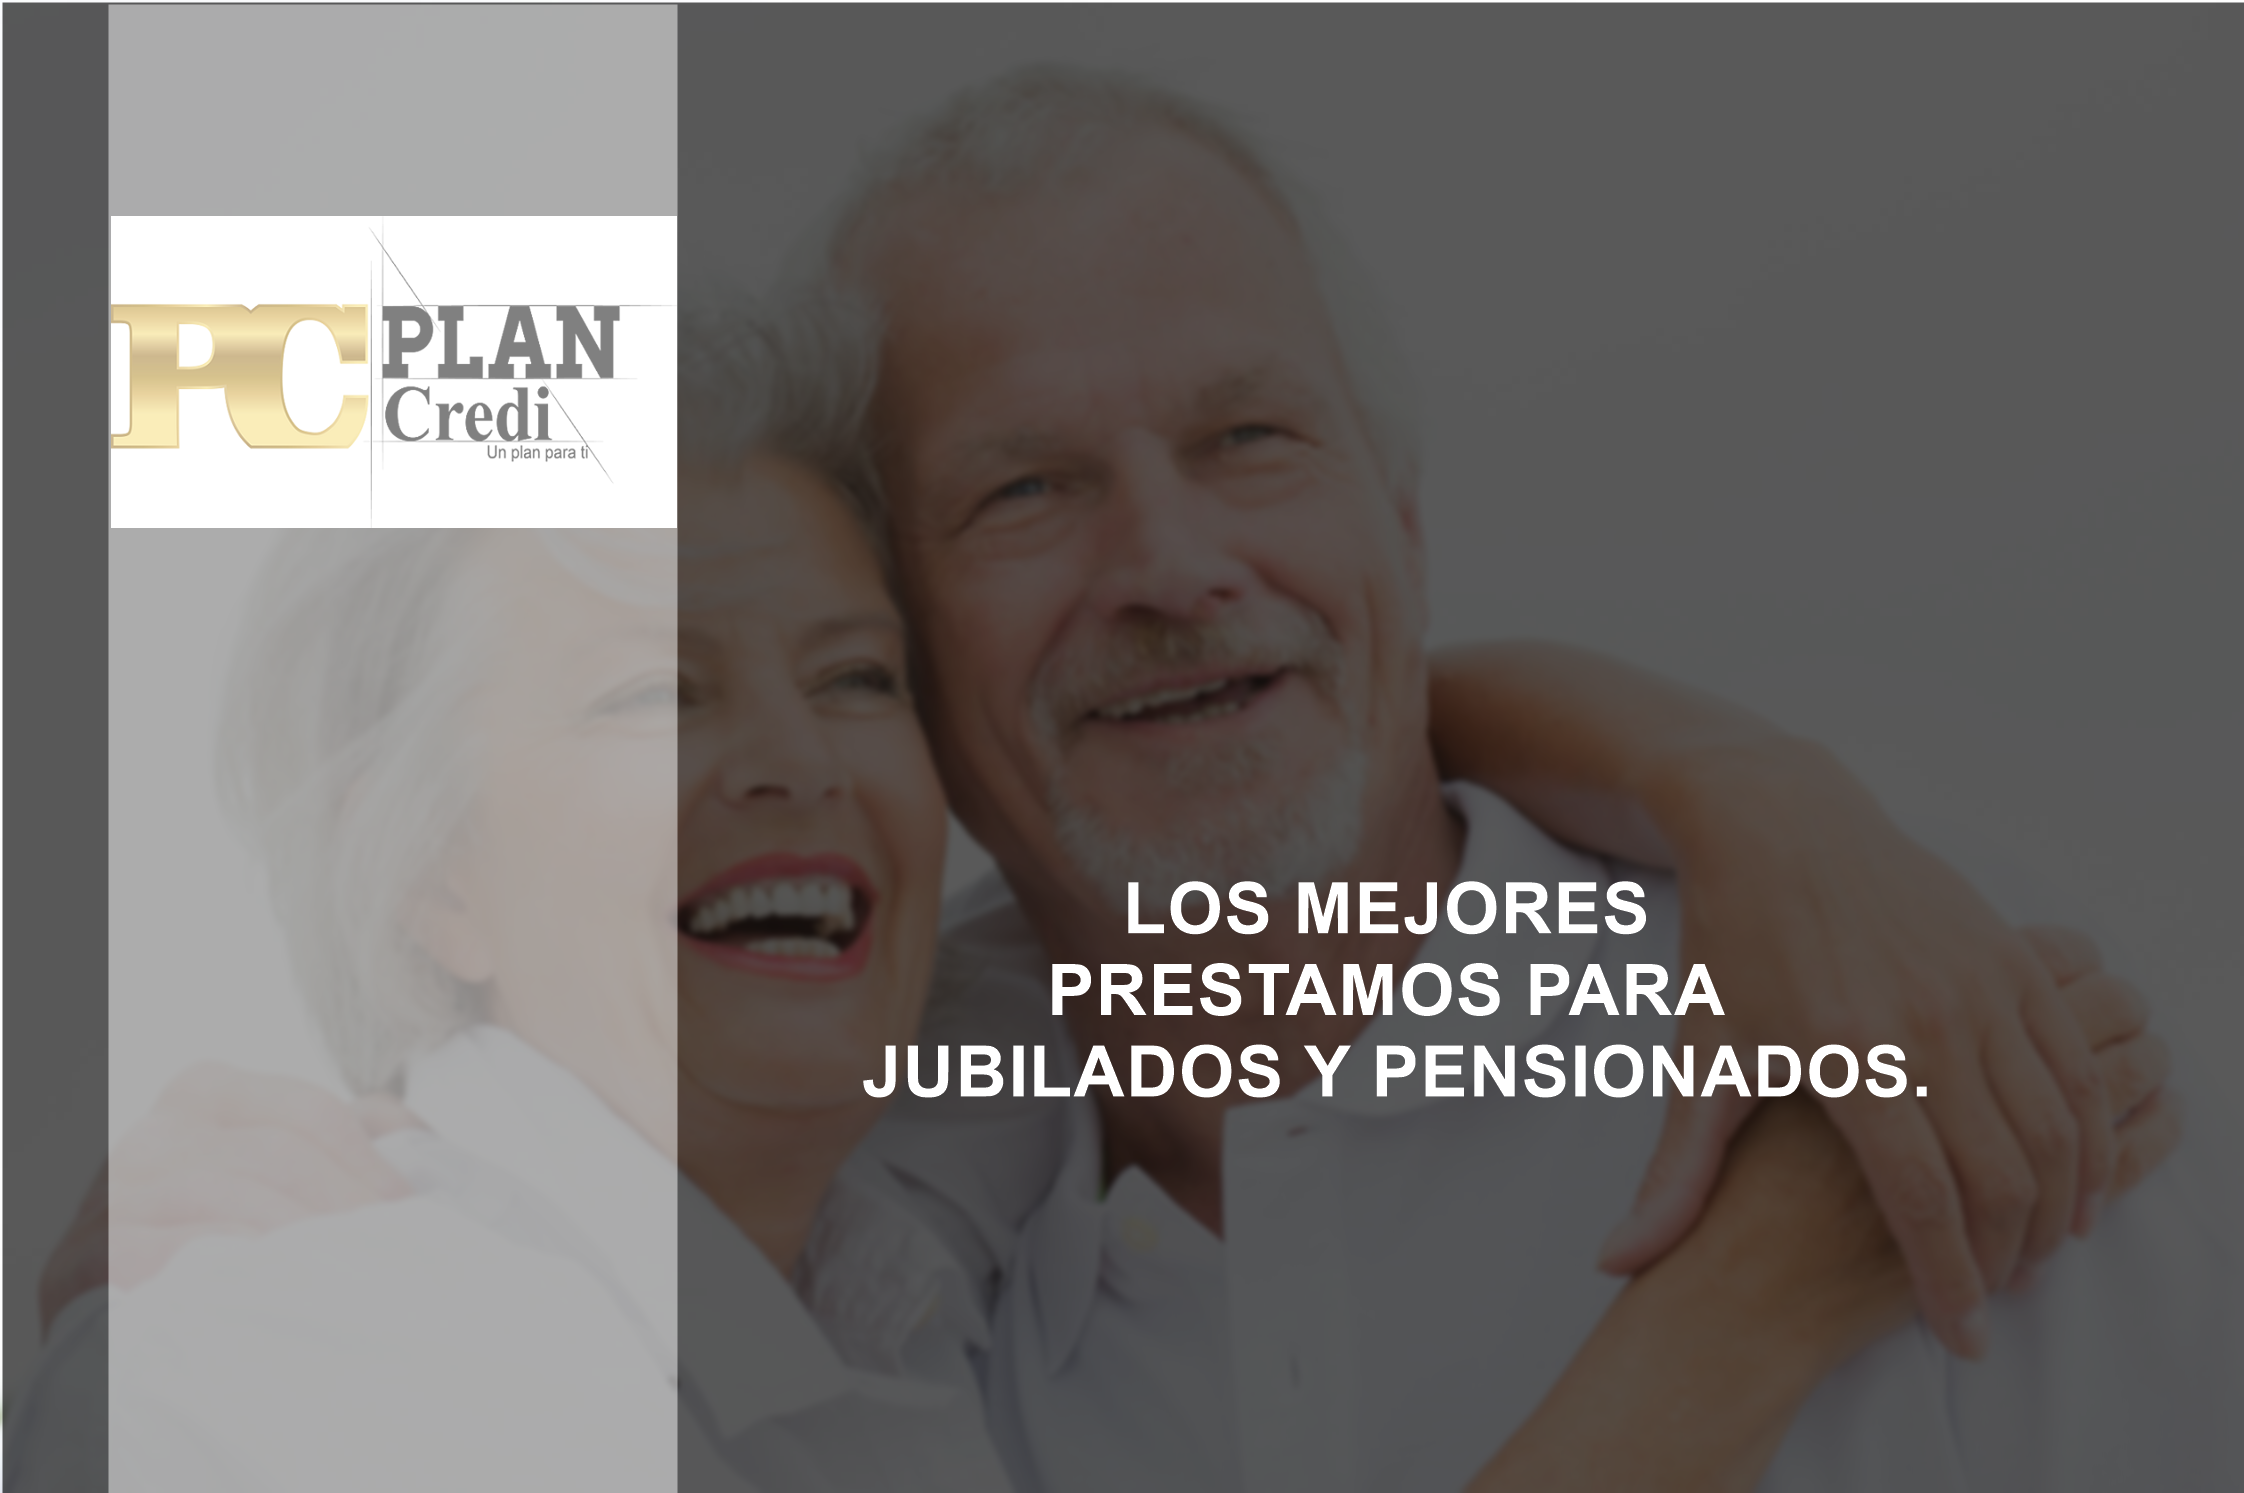 PC
PLAN
Credi
Un plan para ti
LOS MEJORES
PRESTAMOS PARA
JUBILADOS Y PENSIONADOS.